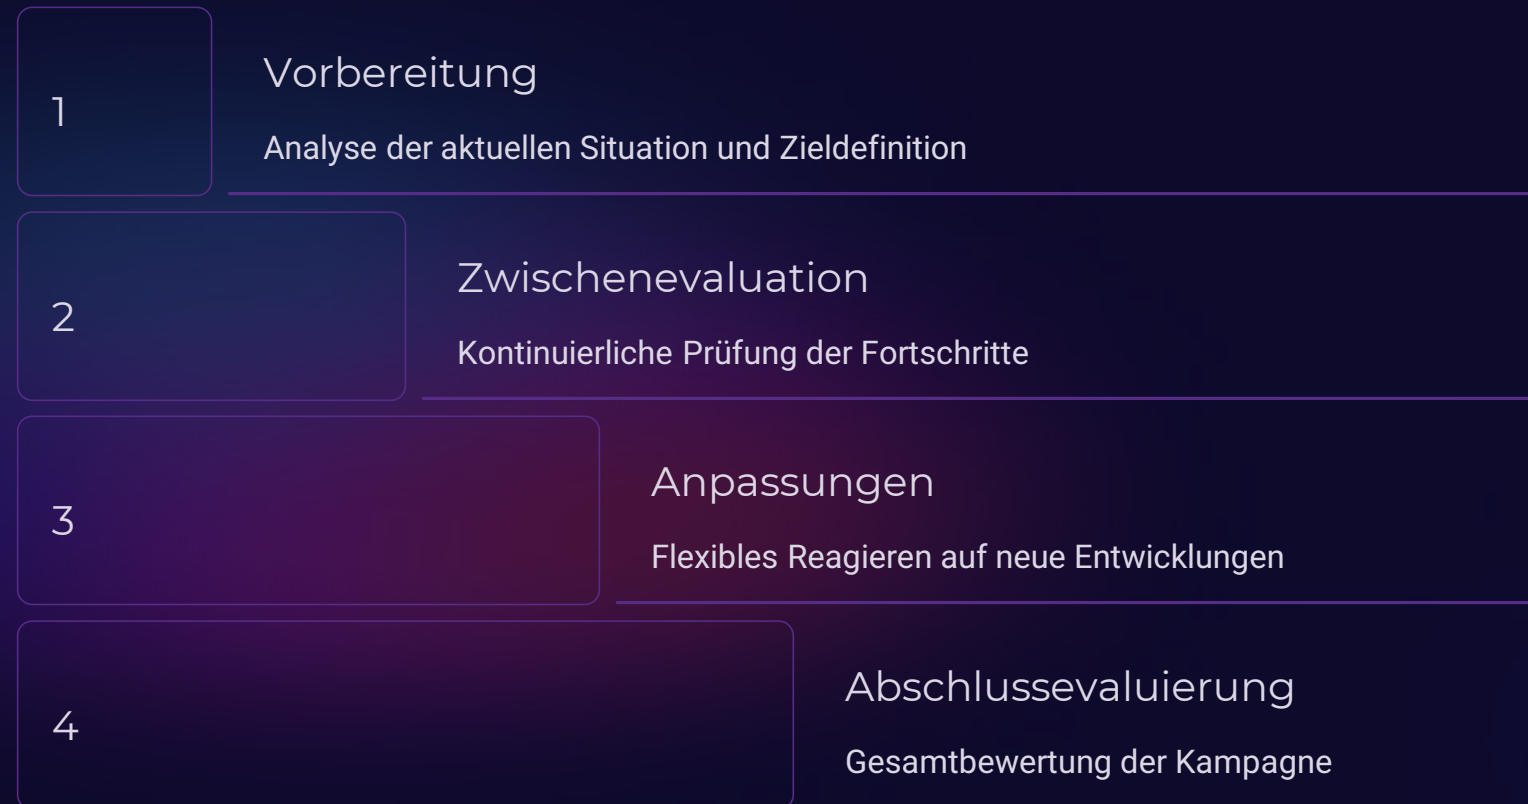 1
Vorbereitung
Analyse der aktuellen Situation und Zieldefinition
2
Zwischenevaluation
Kontinuierliche Prüfung der Fortschritte
3
Anpassungen
Flexibles Reagieren auf neue Entwicklungen
4
Abschlussevaluierung
Gesamtbewertung der Kampagne